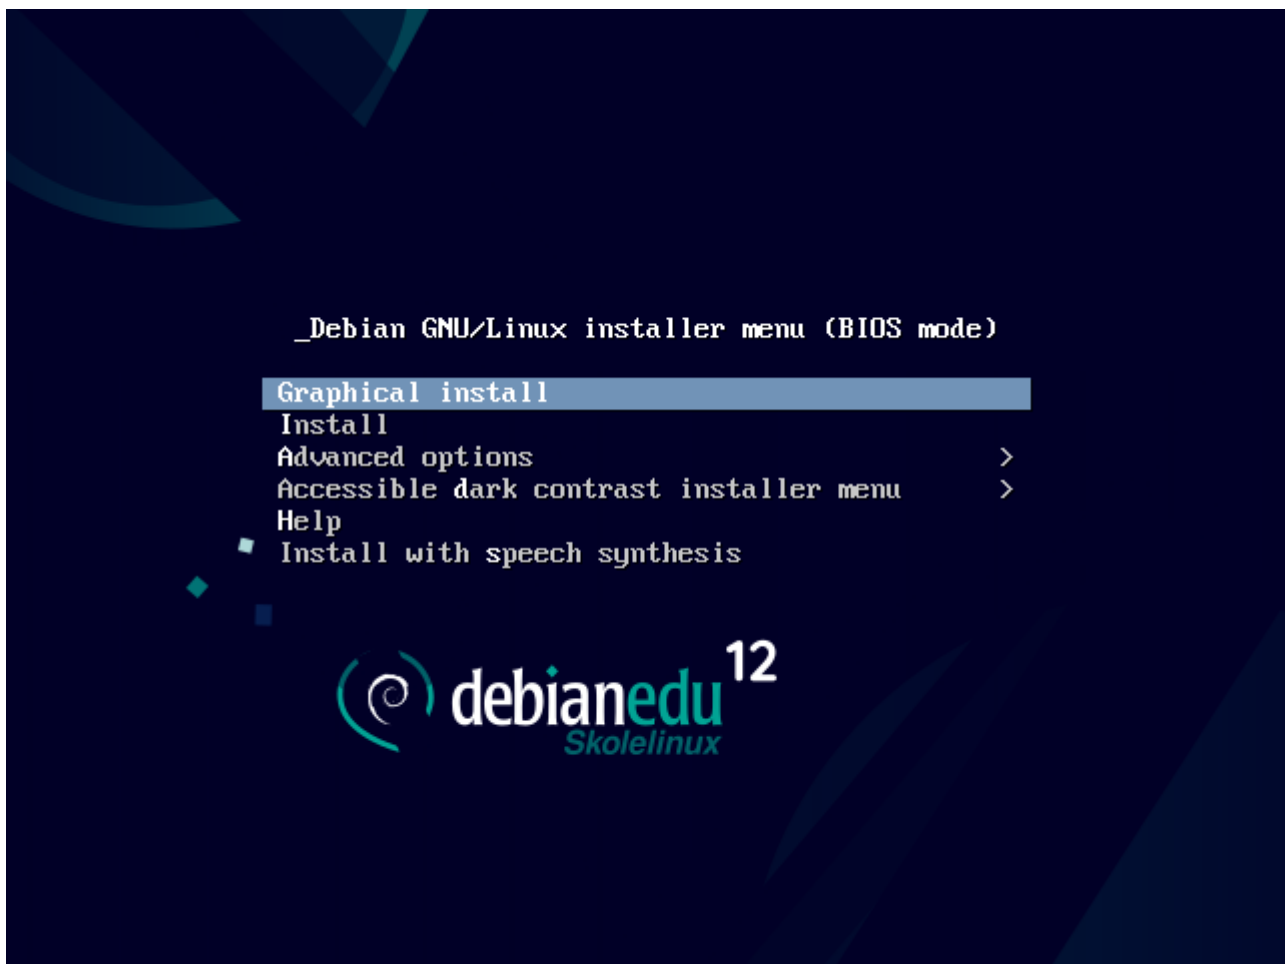 _Debian GNU/Linux installer menu (BIOS mode)
Graphical install
Install
Advanced options >
Accessible dark contrast installer menu >
Help
Install with speech synthesis
debianedu 12
Skolelinux